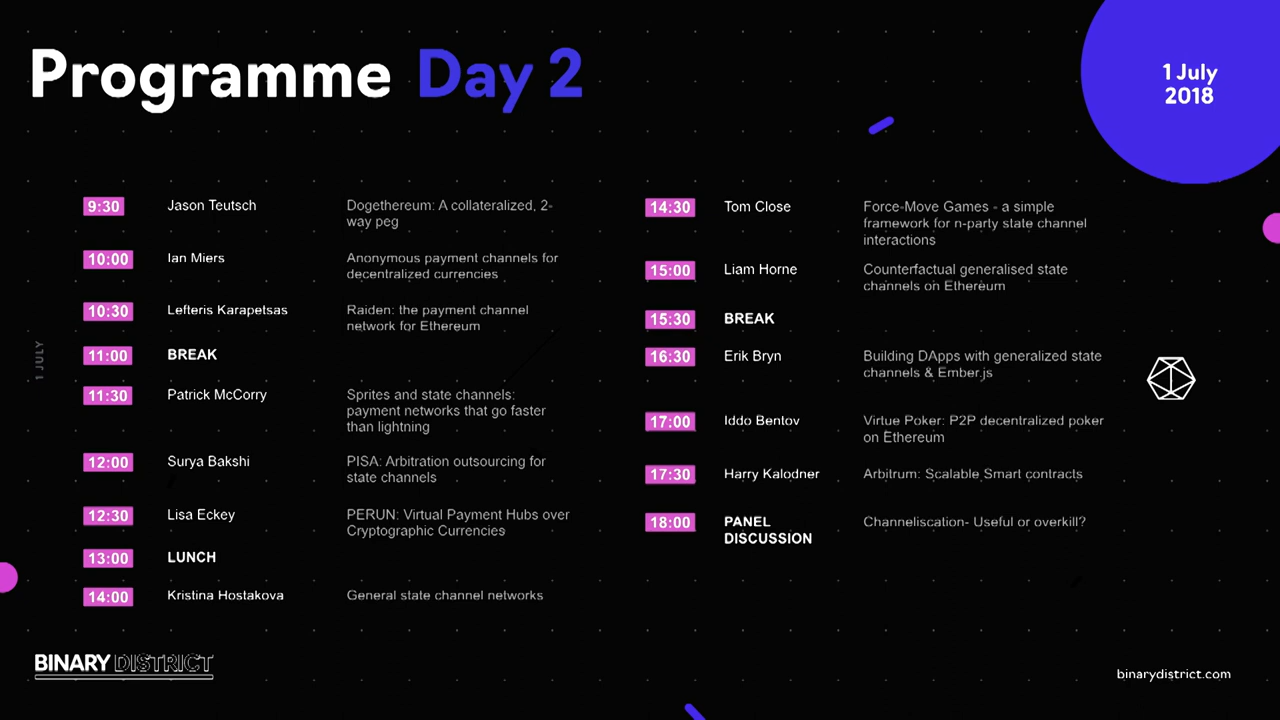 Programme Day 2
1 July
2018
1 JULY
9:30 Jason Teutsch Dogethereum: A collateralized, 2-
way peg
10:00 Ian Miers Anonymous payment channels for
decentralized currencies
10:30 Lefteris Karapetsas Raiden: the payment channel
network for Ethereum
11:00 BREAK
11:30 Patrick McCorry Sprites and state channels:
payment networks that go faster
than lightning
12:00 Surya Bakshi PISA: Arbitration outsourcing for
state channels
12:30 Lisa Eckey PERUN: Virtual Payment Hubs over
Cryptographic Currencies
13:00 LUNCH
14:00 Kristina Hostakova General state channel networks
14:30 Tom Close Force-Move Games - a simple
framework for n-party state channel
interactions
15:00 Liam Horne Counterfactual generalised state
channels on Ethereum
15:30 BREAK
16:30 Erik Bryn Building DApps with generalized state
channels & Ember.js
17:00 Iddo Bentov Virtue Poker: P2P decentralized poker
on Ethereum
17:30 Harry Kalodner Arbitrum: Scalable Smart contracts
18:00 PANEL Channeliscation- Useful or overkill?
DISCUSSION
BINARY DISTRICT
binarydistrict.com